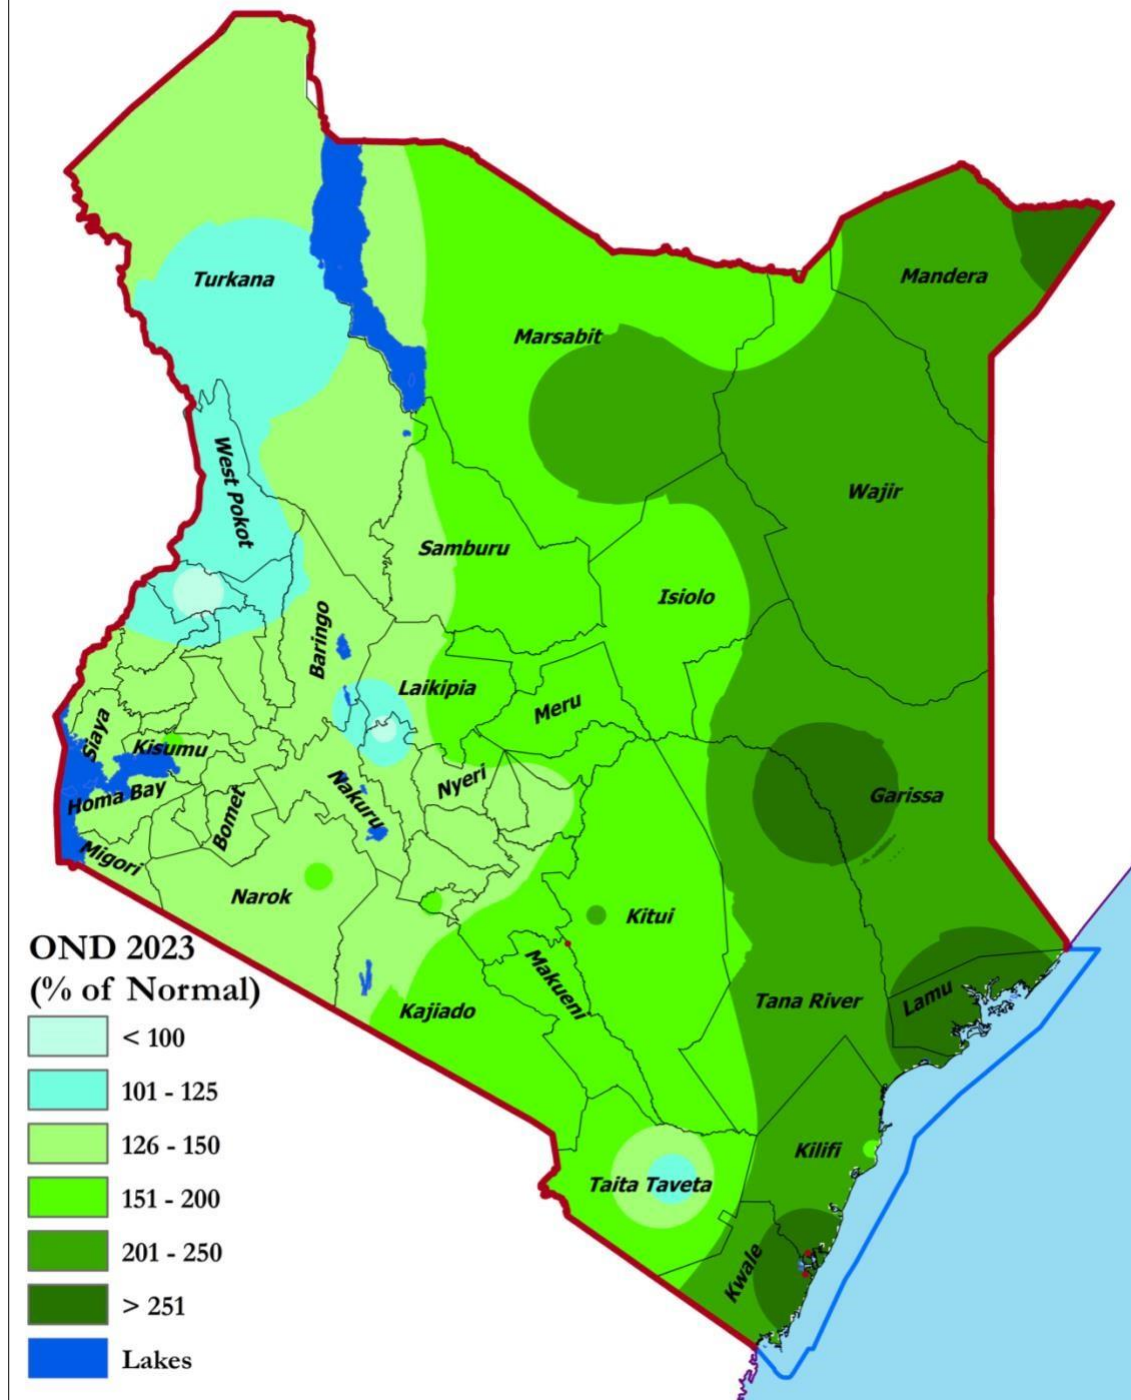 Turkana
Mandera
Marsabit
West Pokot
Wajir
Samburu
Isiolo
Baringo
Laikipia
Meru
Siaya
Kisumu
Nyeri
Homa Bay
Nakuru
Bomet
Garissa
Migori
Narok
Kitui
Makueni
Lamu
Tana River
Kajiado
Kilifi
Taita Taveta
Kwale
OND 2023
(% of Normal)
< 100
101 - 125
126 - 150
151 - 200
201 - 250
> 251
Lakes